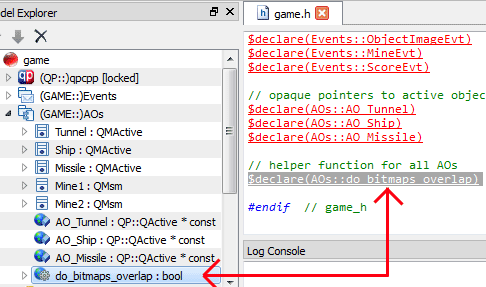 del Explorer
game
(QP::)qpcpp [locked]
(GAME::)Events
(GAME::)AOs
Tunnel : QMActive
Ship : QMActive
Missile : QMActive
Mine1 : QMsm
Mine2 : QMsm
AO_Tunnel : QP::QActive * const
AO_Ship : QP::QActive * const
AO_Missile : QP::QActive * const
do_bitmaps_overlap : bool
h game.h
$declare(Events::ObjectImageEvt)
$declare(Events::MineEvt)
$declare(Events::ScoreEvt)
// opaque pointers to active objec
$declare(AOs::AO_Tunnel)
$declare(AOs::AO_Ship)
$declare(AOs::AO_Missile)
// helper function for all AOs
$declare(AOs::do_bitmaps_overlap)
#endif // game_h
Log Console